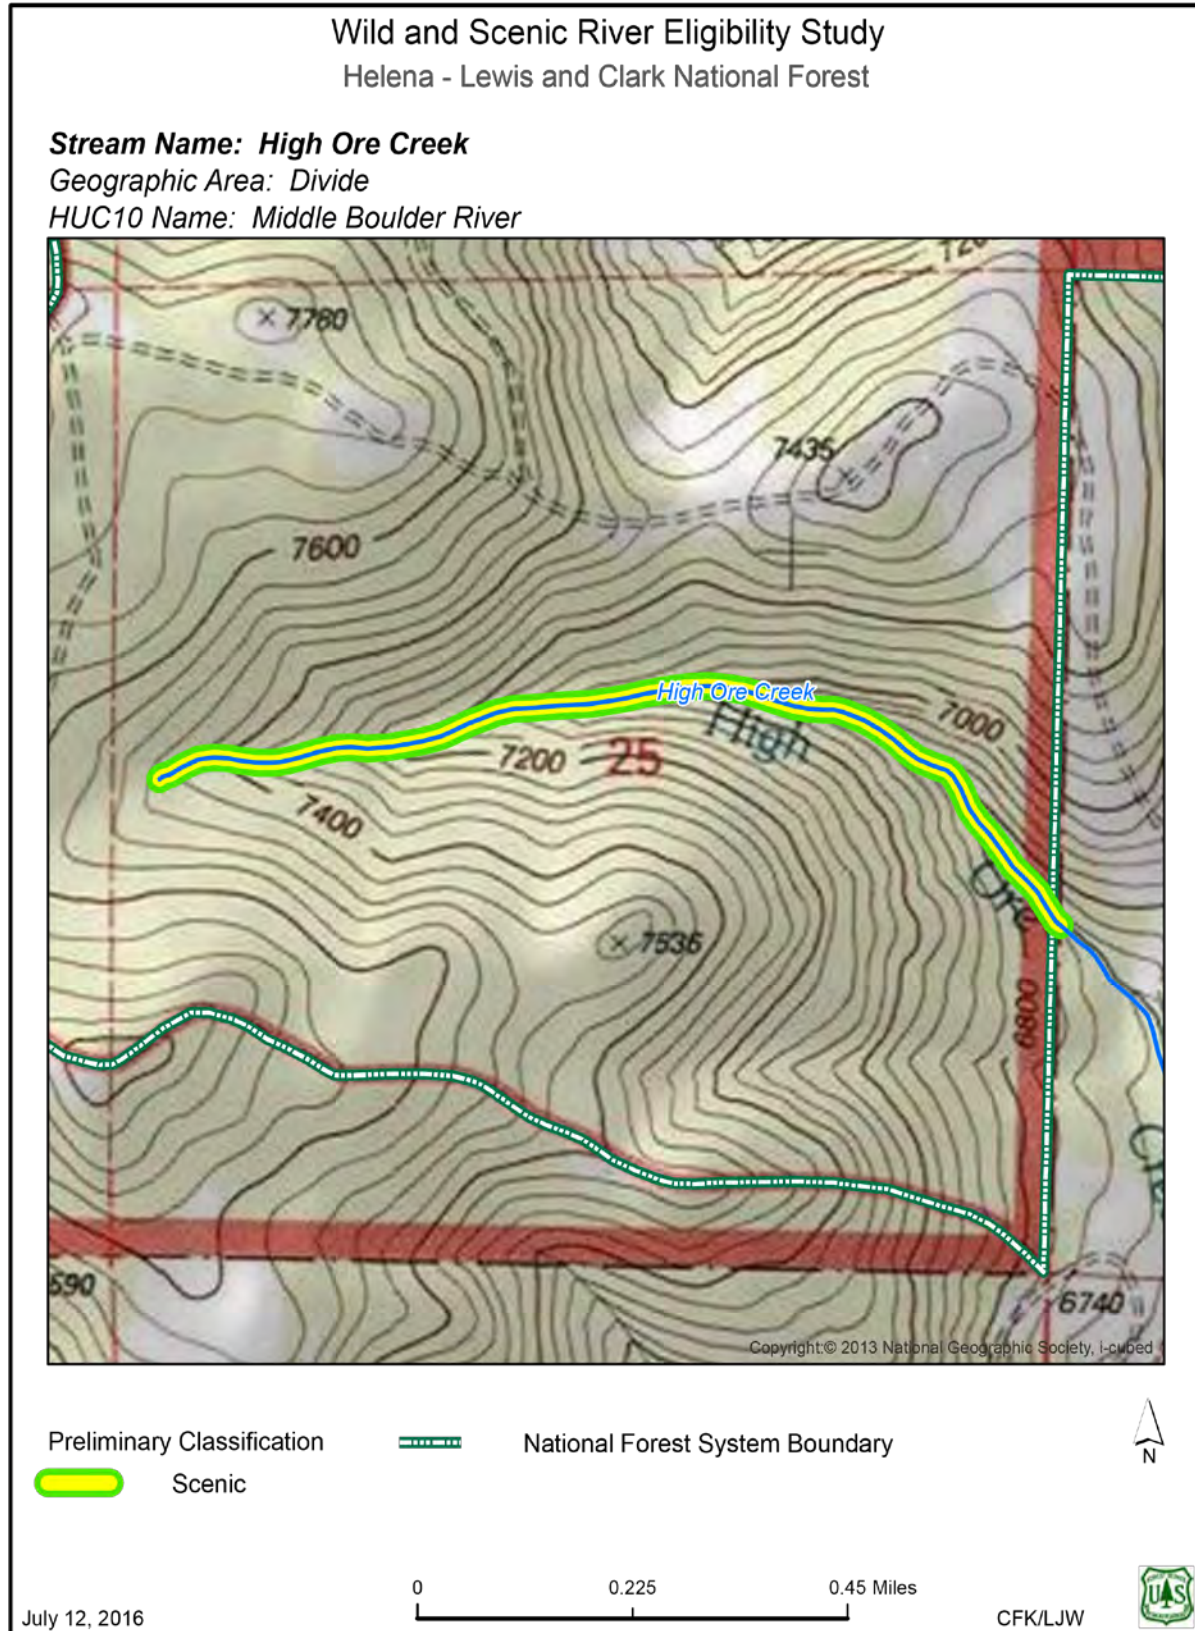 Wild and Scenic River Eligibility Study
Helena - Lewis and Clark National Forest
Stream Name: High Ore Creek
Geographic Area: Divide
HUC10 Name: Middle Boulder River
7760
7435
7600
High Ore Creek
7000
High
7200
25
7400
Ore
7536
6800
590
6740
Copyright:© 2013 National Geographic Society, i-cubed
Preliminary Classification
National Forest System Boundary
N
Scenic
0 0.225 0.45 Miles
July 12, 2016
CFK/LJW
US